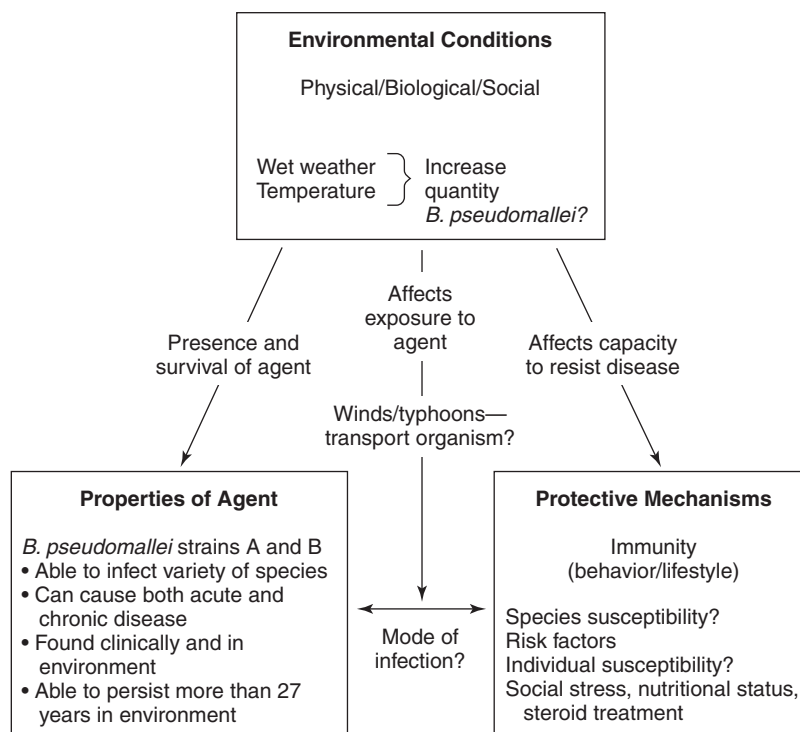 Environmental Conditions
Physical/Biological/Social
Wet weather
Temperature
Increase
quantity
B. pseudomallei?
Presence and
survival of agent
Affects
exposure to
agent
Winds/typhoons—
transport organism?
Affects capacity
to resist disease
Properties of Agent
B. pseudomallei strains A and B
• Able to infect variety of species
• Can cause both acute and
chronic disease
• Found clinically and in
environment
• Able to persist more than 27
years in environment
Mode of
infection?
Protective Mechanisms
Immunity
(behavior/lifestyle)
Species susceptibility?
Risk factors
Individual susceptibility?
Social stress, nutritional status,
steroid treatment